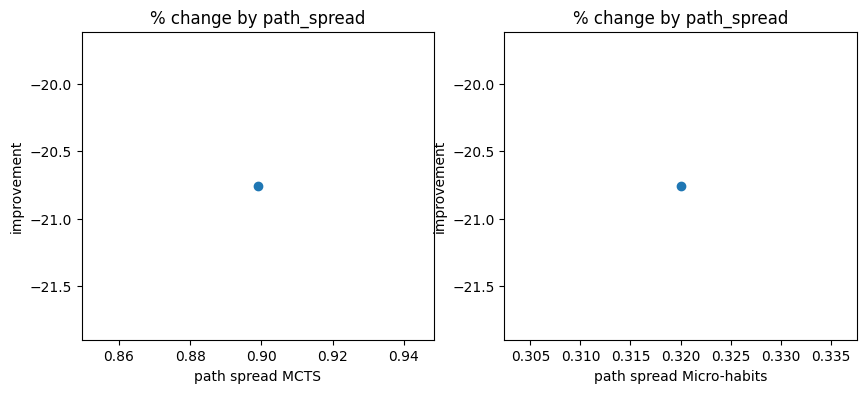 % change by path_spread
improvement
−20.0
−20.5
−21.0
−21.5
0.86 0.88 0.90 0.92 0.94
path spread MCTS
% change by path_spread
improvement
−20.0
−20.5
−21.0
−21.5
0.305 0.310 0.315 0.320 0.325 0.330 0.335
path spread Micro-habits